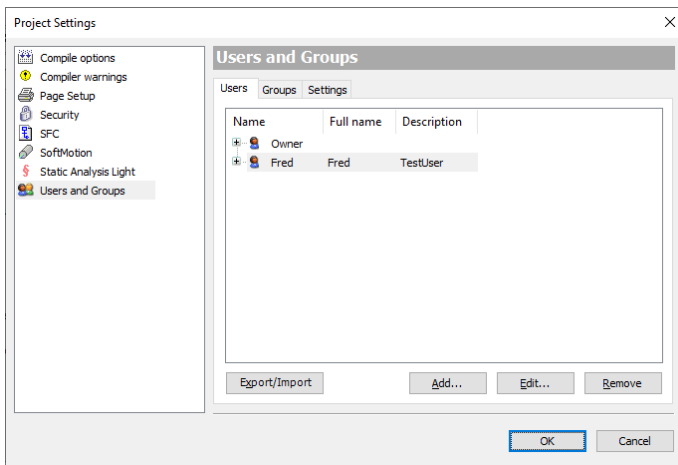 Project Settings
Compile options
Compiler warnings
Page Setup
Security
SFC
SoftMotion
Static Analysis Light
Users and Groups
Users and Groups
Users Groups Settings
Name Full name Description
Owner
Fred Fred TestUser
Export/Import Add... Edit... Remove
OK Cancel